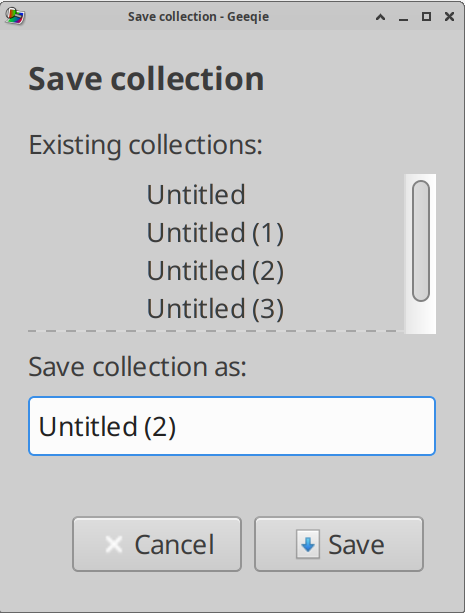 Save collection - Geeqie
Save collection
Existing collections:
Untitled
Untitled (1)
Untitled (2)
Untitled (3)
Save collection as:
Untitled (2)
Cancel
Save